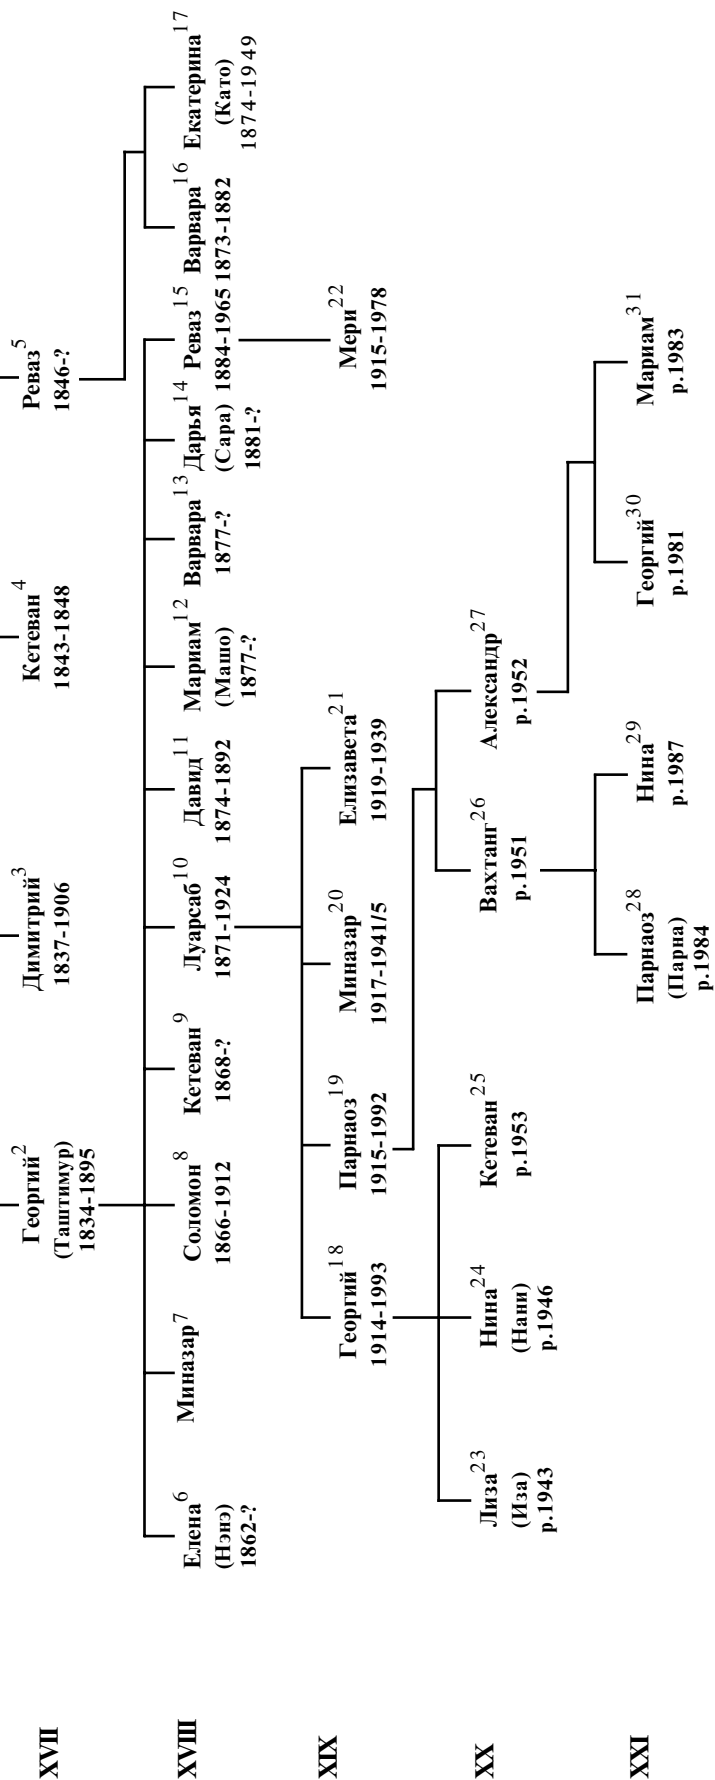 XVII
Георгий2
(Таштимур)
1834-1895
Димитрий3
1837-1906
Кетеван4
1843-1848
Реваз5
1846-?
XVIII
Елена6
(Нэнэ)
1862-?
Миназар7
Соломон8
1866-1912
Кетеван9
1868-?
Луарсаб10
1871-1924
Давид11
1874-1892
Мариам12
(Машо)
1877-?
Варвара13
1877-?
Дарья14
(Сара)
1881-?
Реваз15
1884-1965
Варвара16
1873-1882
Екатерина17
(Като)
1874-1949
XIX
Георгий18
1914-1993
Парнаоз19
1915-1992
Миназар20
1917-1941/5
Елизавета21
1919-1939
Мери22
1915-1978
XX
Лиза23
(Иза)
р.1943
Нина24
(Нани)
р.1946
Кетеван25
р.1953
Вахтанг26
р.1951
Александр27
р.1952
XXI
Парнаоз28
(Парна)
р.1984
Нина29
р.1987
Георгий30
р.1981
Мариам31
р.1983